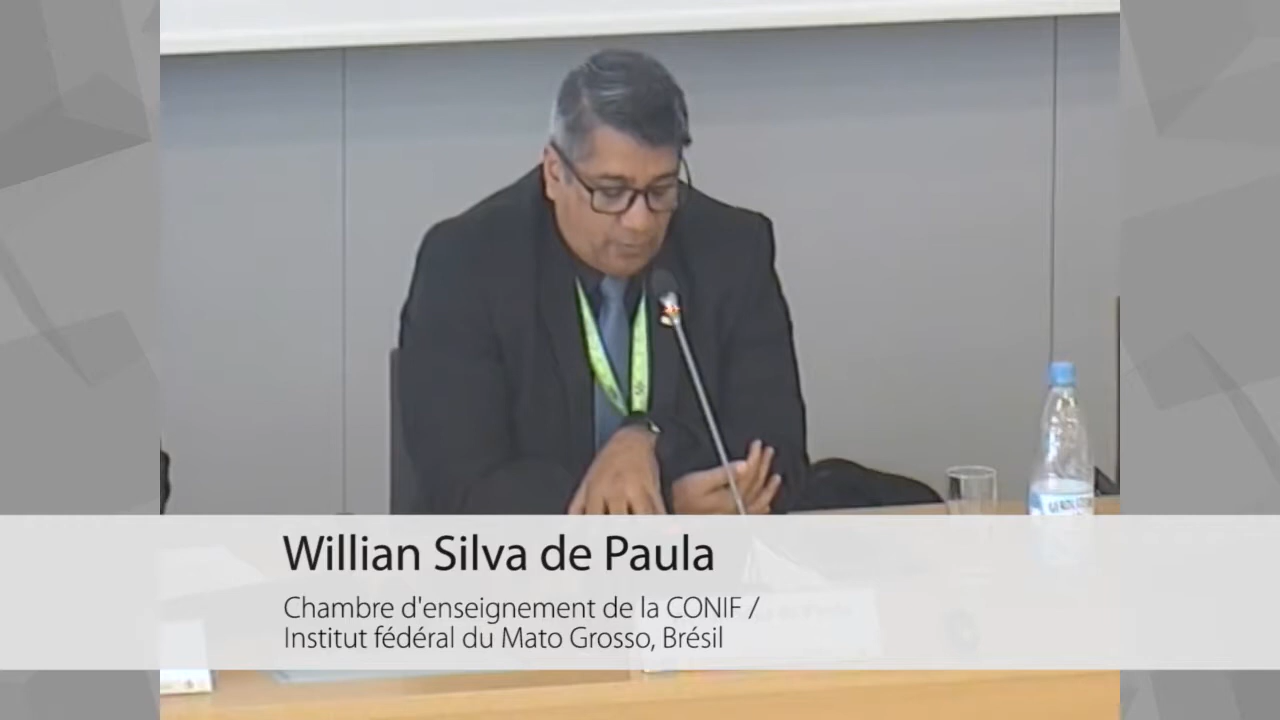 Willian Silva de Paula
Chambre d'enseignement de la CONIF /
Institut fédéral du Mato Grosso, Brésil